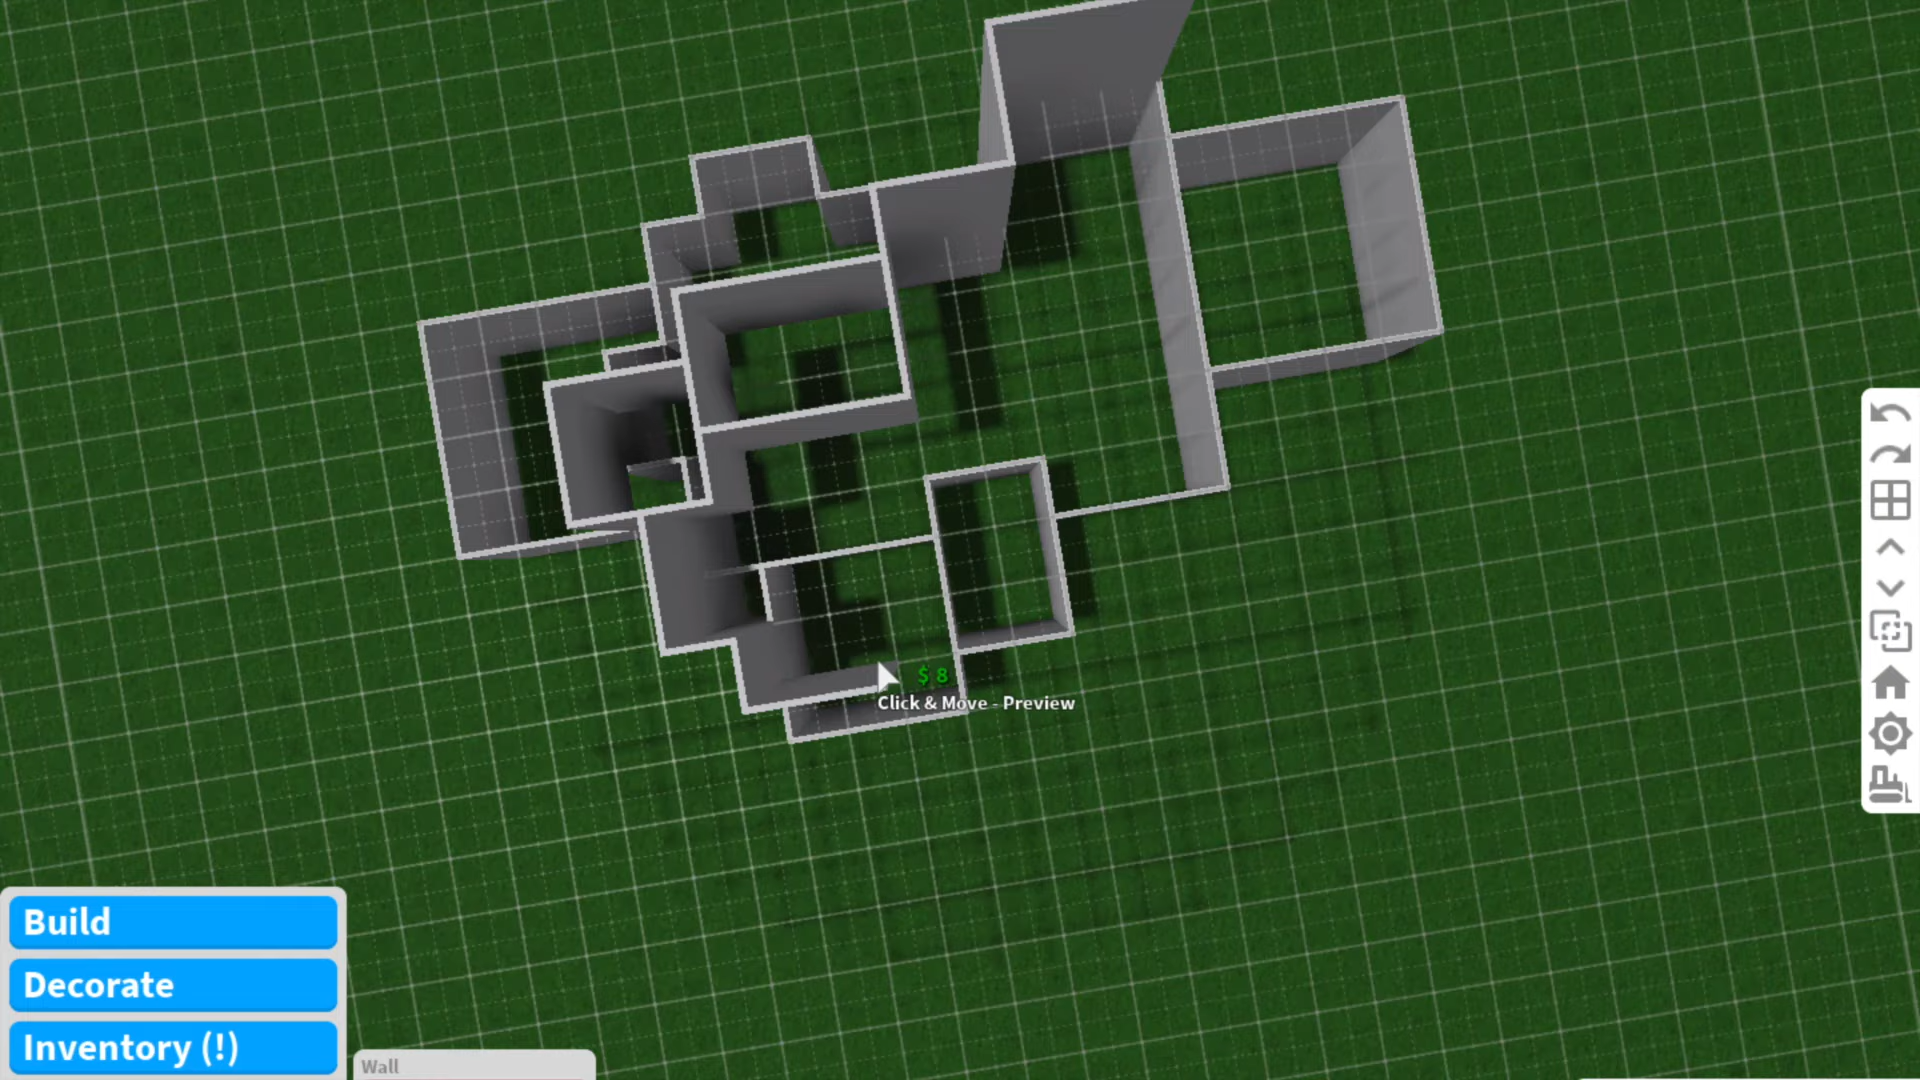 $ 8
Click & Move - Preview
Build
Decorate
Inventory (!)
Wall